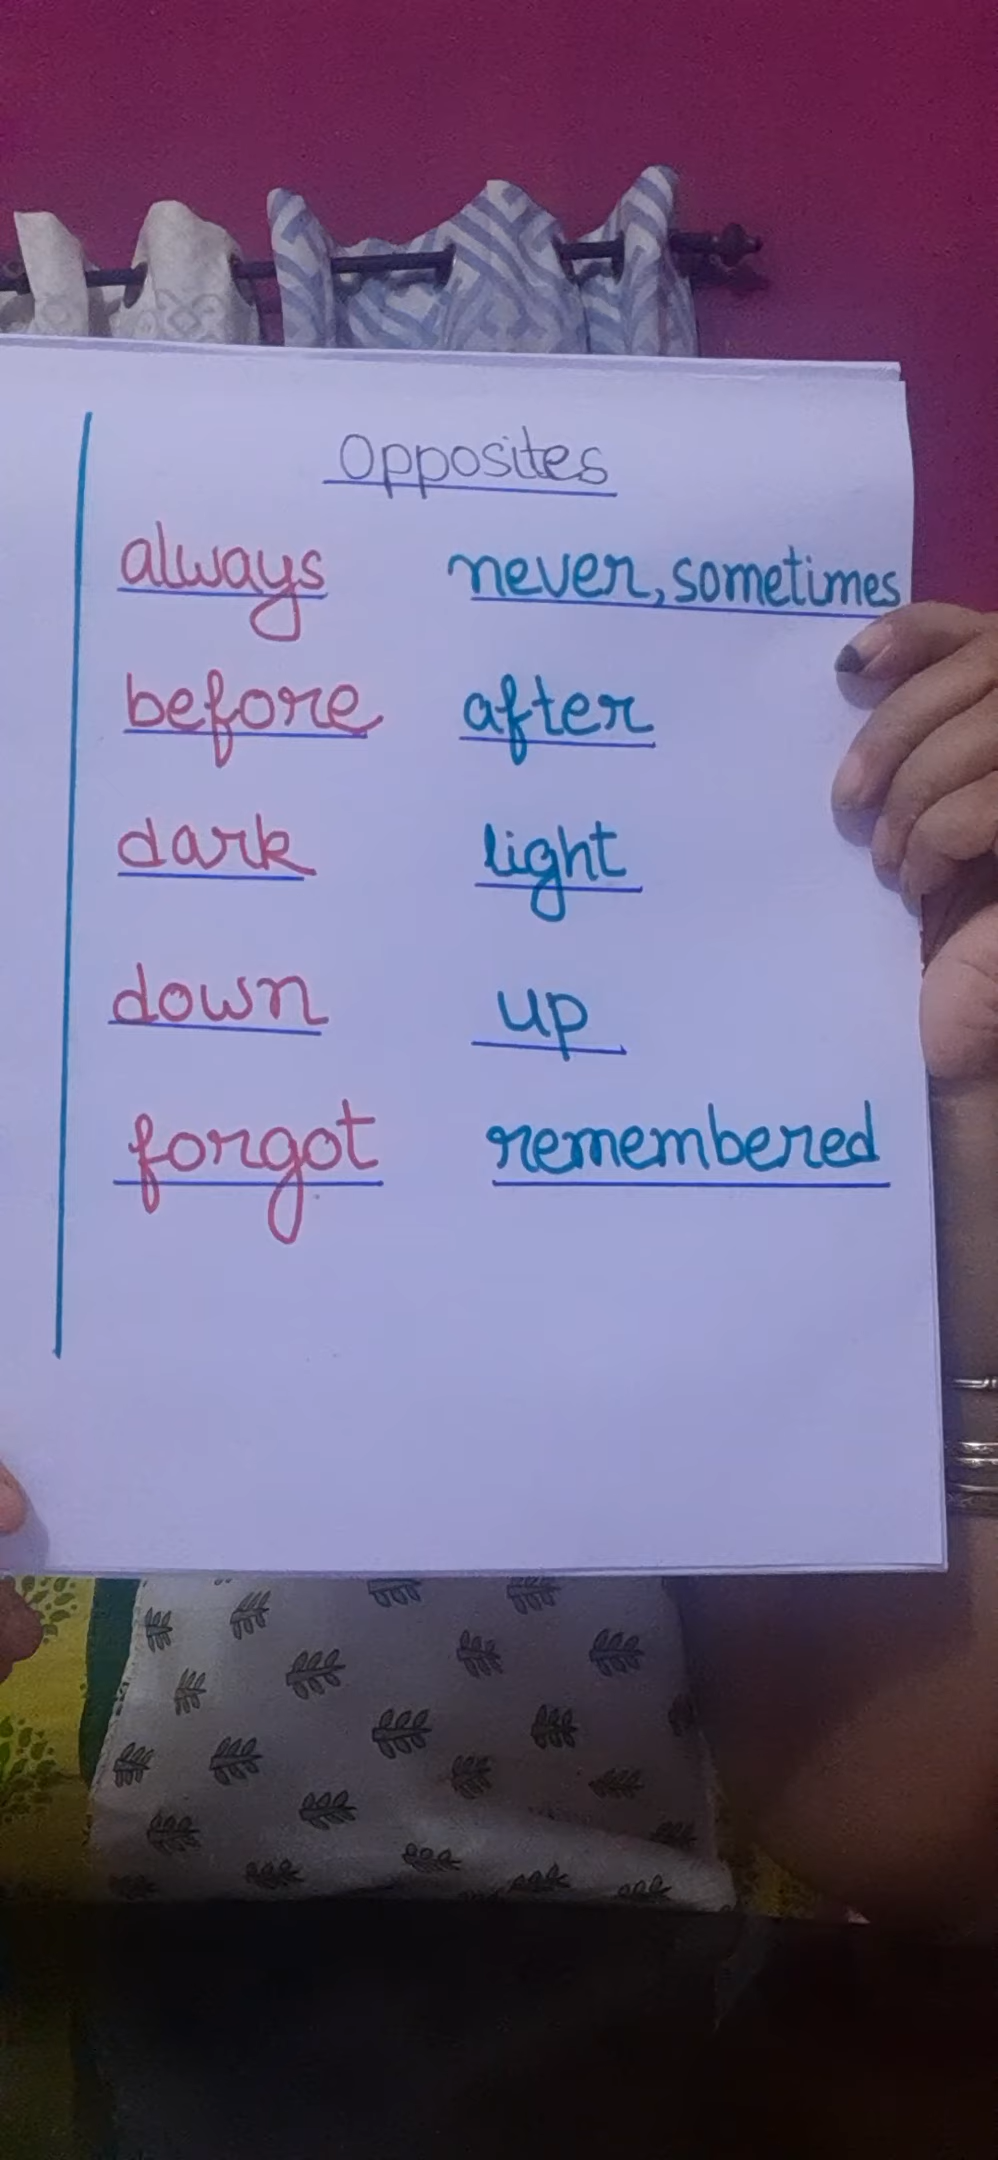 Opposites
always never, sometimes
before after
dark light
down up
forgot remembered